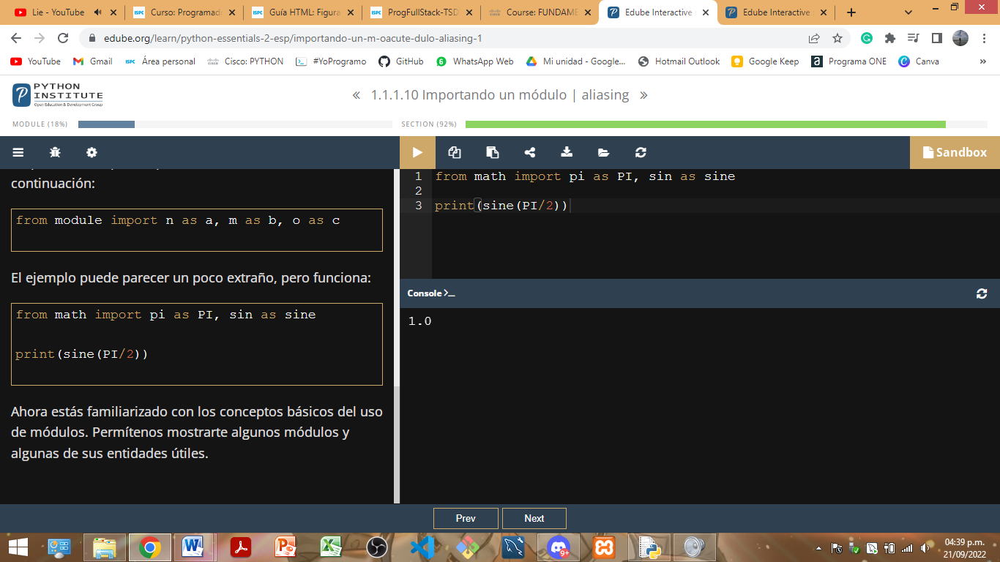 Lie - YouTube
Curso: Programad
Guía HTML: Figura
ProgFullStack-TSD
Course: FUNDAME
Edube Interactive
Edube Interactive
edube.org/learn/python-essentials-2-esp/importando-un-m-oacute-dulo-aliasing-1
YouTube
Gmail
ISPC Área personal
Cisco: PYTHON
#YoProgramo
GitHub
6 WhatsApp Web
Mi unidad - Google...
Hotmail Outlook
Google Keep
a Programa ONE
Canva
»
PYTHON
INSTITUTE
Open Education & Development Group
« 1.1.1.10 Importando un módulo | aliasing »
MODULE (18%)
SECTION (92%)
Sandbox
continuación:
from module import n as a, m as b, o as c
El ejemplo puede parecer un poco extraño, pero funciona:
from math import pi as PI, sin as sine
print(sine(PI/2))
Ahora estás familiarizado con los conceptos básicos del uso
de módulos. Permítenos mostrarte algunos módulos y
algunas de sus entidades útiles.
1 from math import pi as PI, sin as sine
2
3 print(sine(PI/2))
Console >_
1.0
Prev
Next
9+
04:39 p.m.
21/09/2022